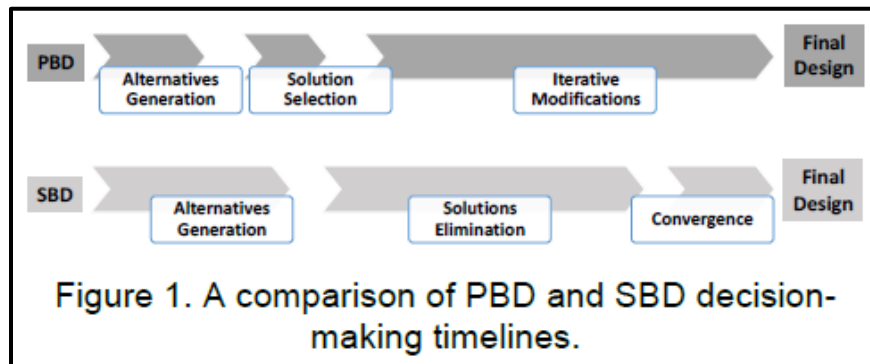 PBD
Alternatives
Generation
Solution
Selection
Iterative
Modifications
Final
Design
SBD
Alternatives
Generation
Solutions
Elimination
Convergence
Final
Design
Figure 1. A comparison of PBD and SBD decision-
making timelines.